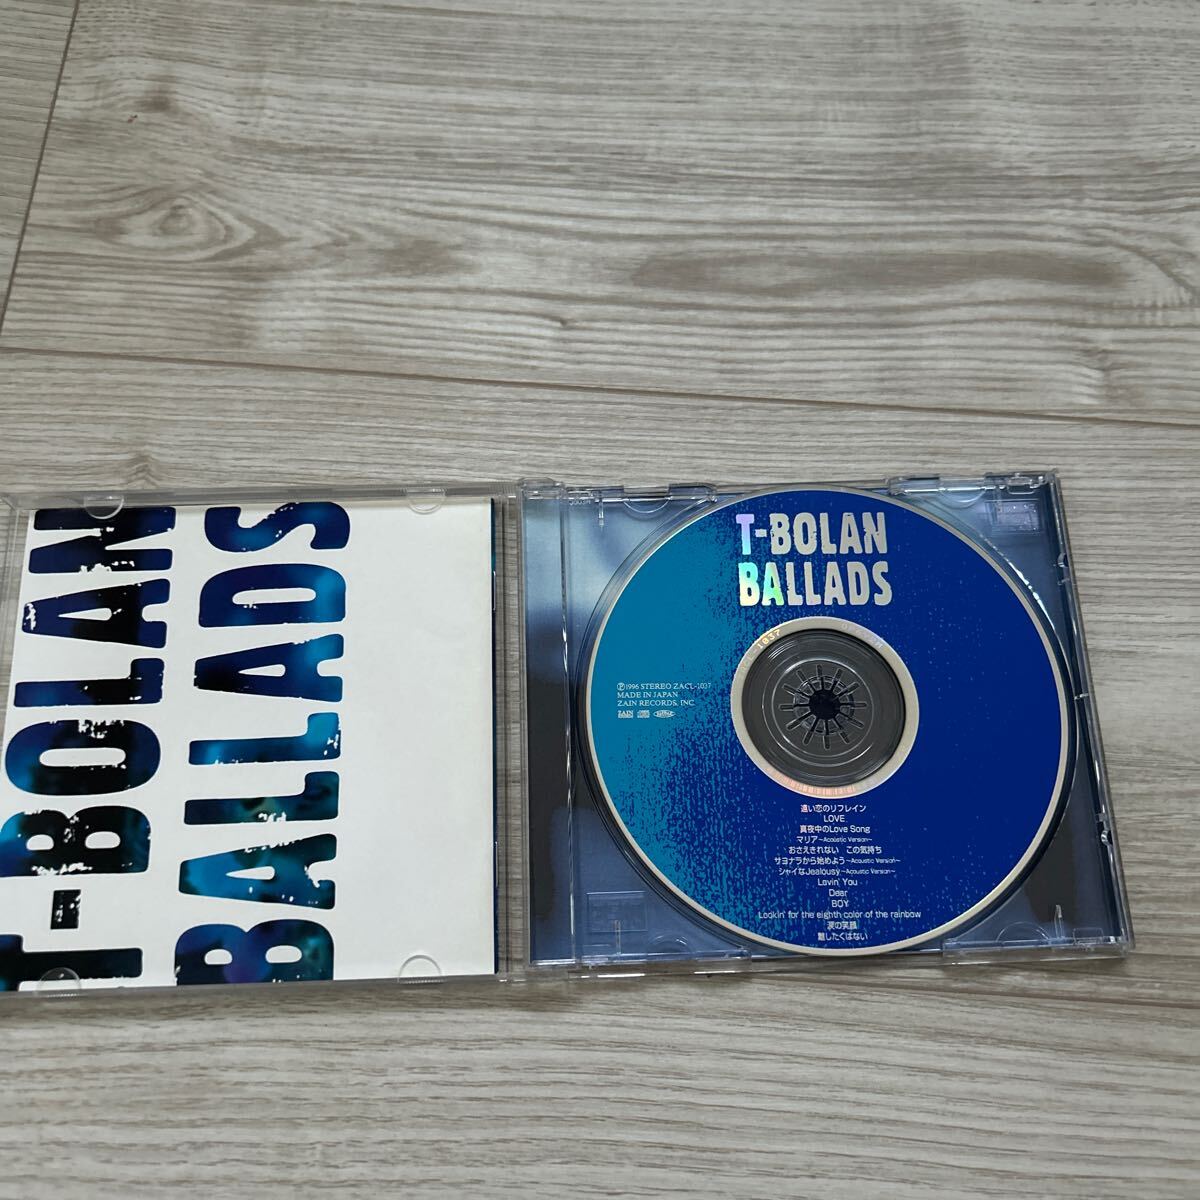 T-BOLAN
BALLADS
T-BOLAN
BALLADS
1037
℗1996 STEREO ZACL-1037
MADE IN JAPAN
ZAIN RECORDS, INC.
ZAIN
遠い恋のリフレイン
LOVE
真夜中のLove Song
マリア~Acoustic Version~
おさえきれない この気持ち
サヨナラから始めよう~Acoustic Version~
シャイなJealousy~Acoustic Version~
Lovin' You
Dear
BOY
Lookin' for the eighth color of the rainbow
涙の笑顔
離したくはない